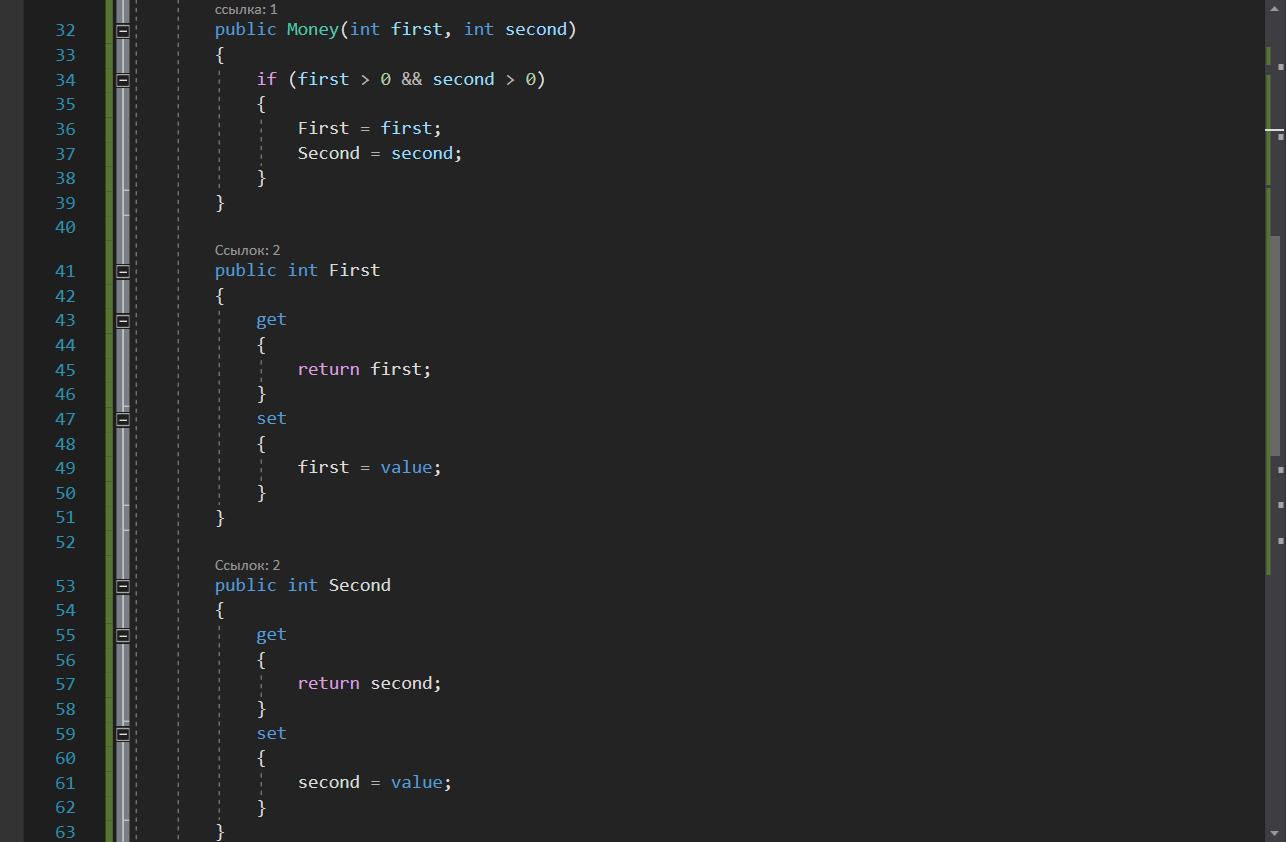 ссылка: 1
32 public Money(int first, int second)
33 {
34 if (first > 0 && second > 0)
35 {
36 First = first;
37 Second = second;
38 }
39 }
40
Ссылок: 2
41 public int First
42 {
43 get
44 {
45 return first;
46 }
47 set
48 {
49 first = value;
50 }
51 }
52
Ссылок: 2
53 public int Second
54 {
55 get
56 {
57 return second;
58 }
59 set
60 {
61 second = value;
62 }
63 }